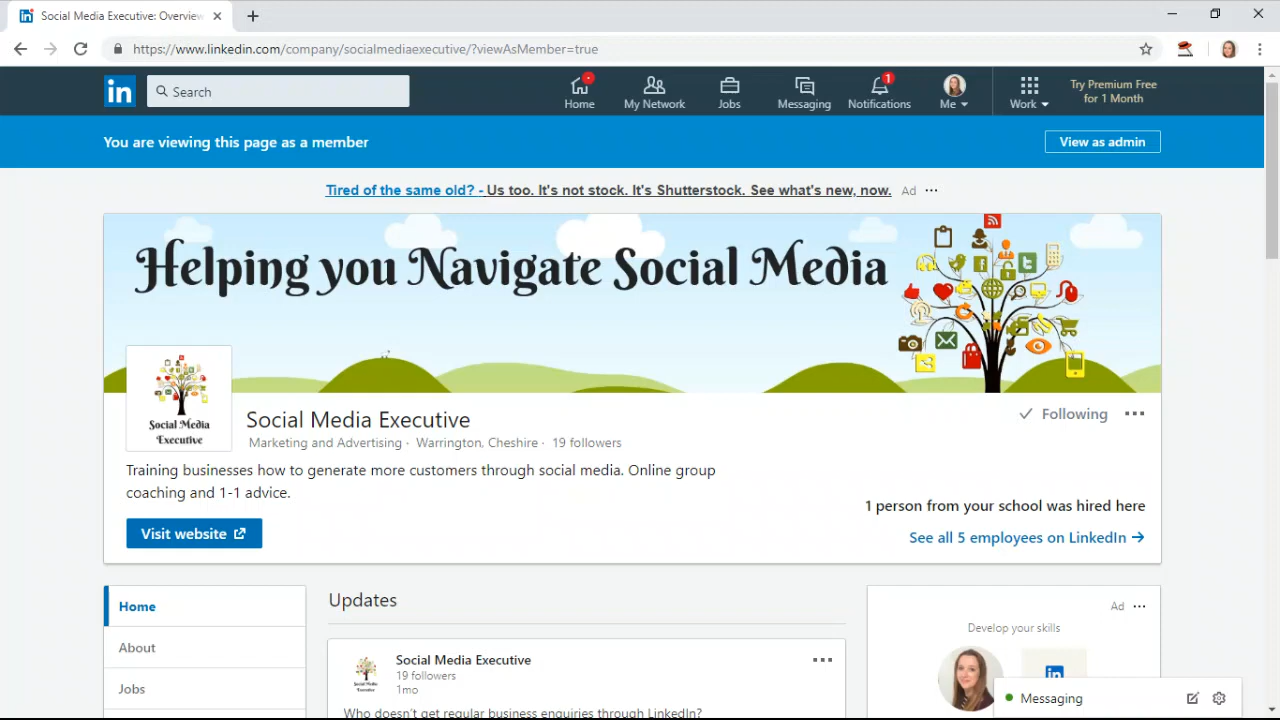 Social Media Executive: Overview
https://www.linkedin.com/company/socialmediaexecutive/?viewAsMember=true
in
Search
Home
My Network
Jobs
Messaging
1
Notifications
Me
Work
Try Premium Free
for 1 Month
You are viewing this page as a member
View as admin
Tired of the same old? - Us too. It's not stock. It's Shutterstock. See what's new, now.
Ad
Helping you Navigate Social Media
Social Media
Executive
Social Media Executive
Following
Marketing and Advertising · Warrington, Cheshire · 19 followers
Training businesses how to generate more customers through social media. Online group
coaching and 1-1 advice.
1 person from your school was hired here
Visit website
See all 5 employees on LinkedIn →
Home
About
Jobs
Updates
Social Media Executive
19 followers
1mo
Who doesn't get regular business enquiries through LinkedIn?
Ad
Develop your skills
in
Messaging